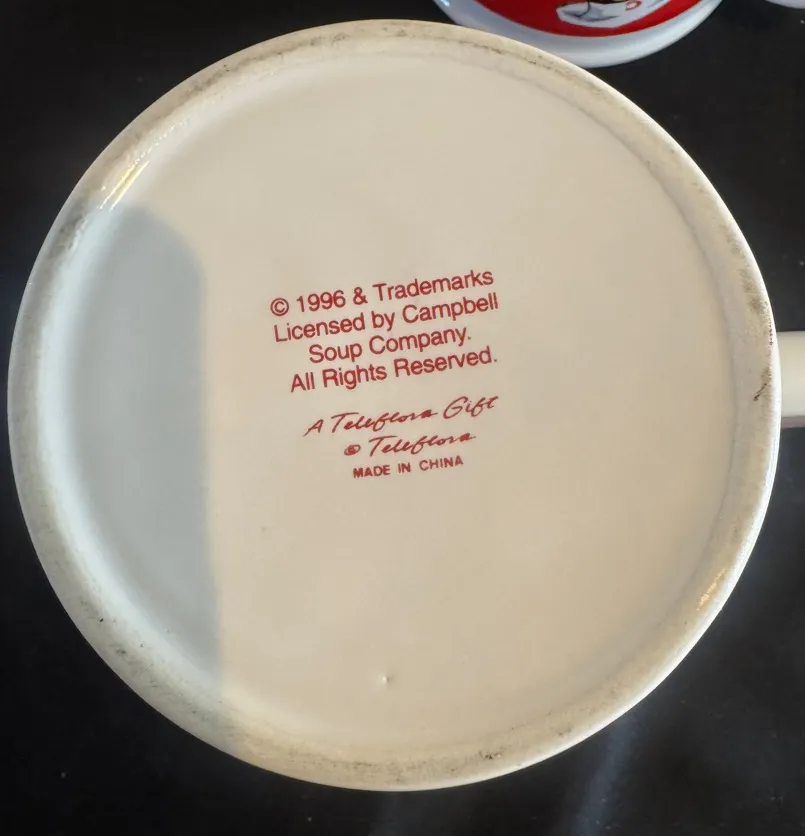 © 1996 & Trademarks
Licensed by Campbell
Soup Company.
All Rights Reserved.
A Teleflora Gift
© Teleflora
MADE IN CHINA